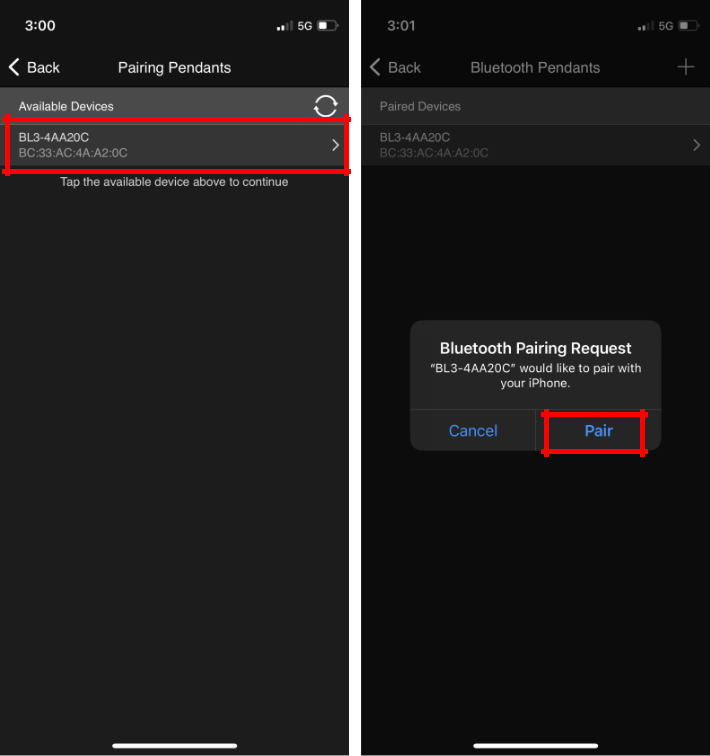 3:00
5G
Back
Pairing Pendants
Available Devices
BL3-4AA20C
BC:33:AC:4A:A2:0C
Tap the available device above to continue
3:01
5G
Back
Bluetooth Pendants
Paired Devices
BL3-4AA20C
BC:33:AC:4A:A2:0C
Bluetooth Pairing Request
“BL3-4AA20C” would like to pair with
your iPhone.
Cancel
Pair